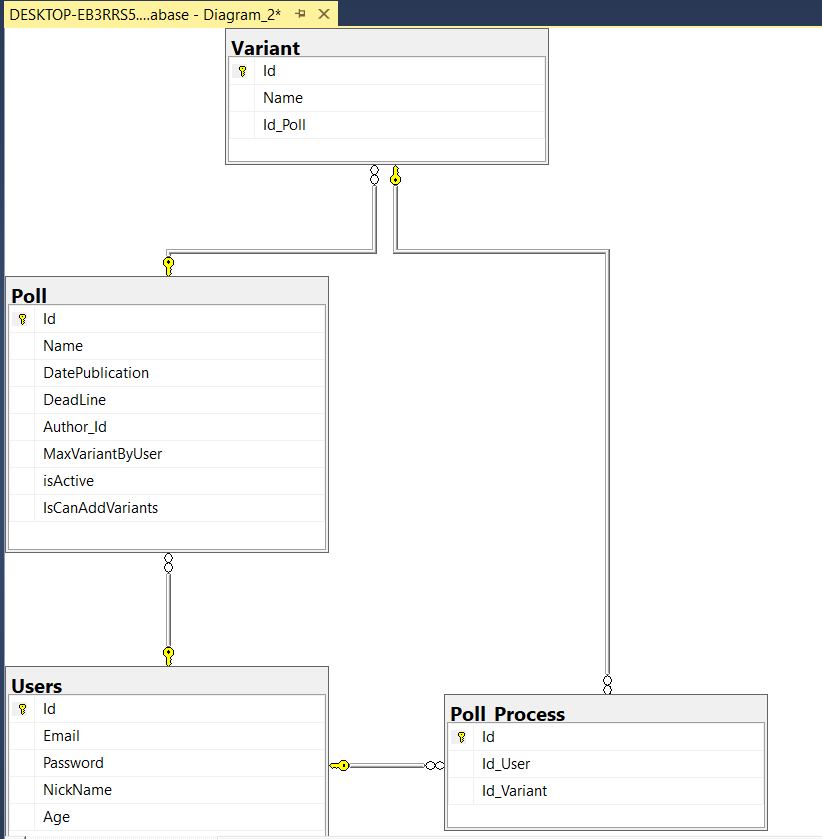 DESKTOP-EB3RRS5....abase - Diagram_2*
Variant
Id
Name
Id_Poll
Poll
Id
Name
DatePublication
DeadLine
Author_Id
MaxVariantByUser
isActive
IsCanAddVariants
Users
Id
Email
Password
NickName
Age
Poll_Process
Id
Id_User
Id_Variant